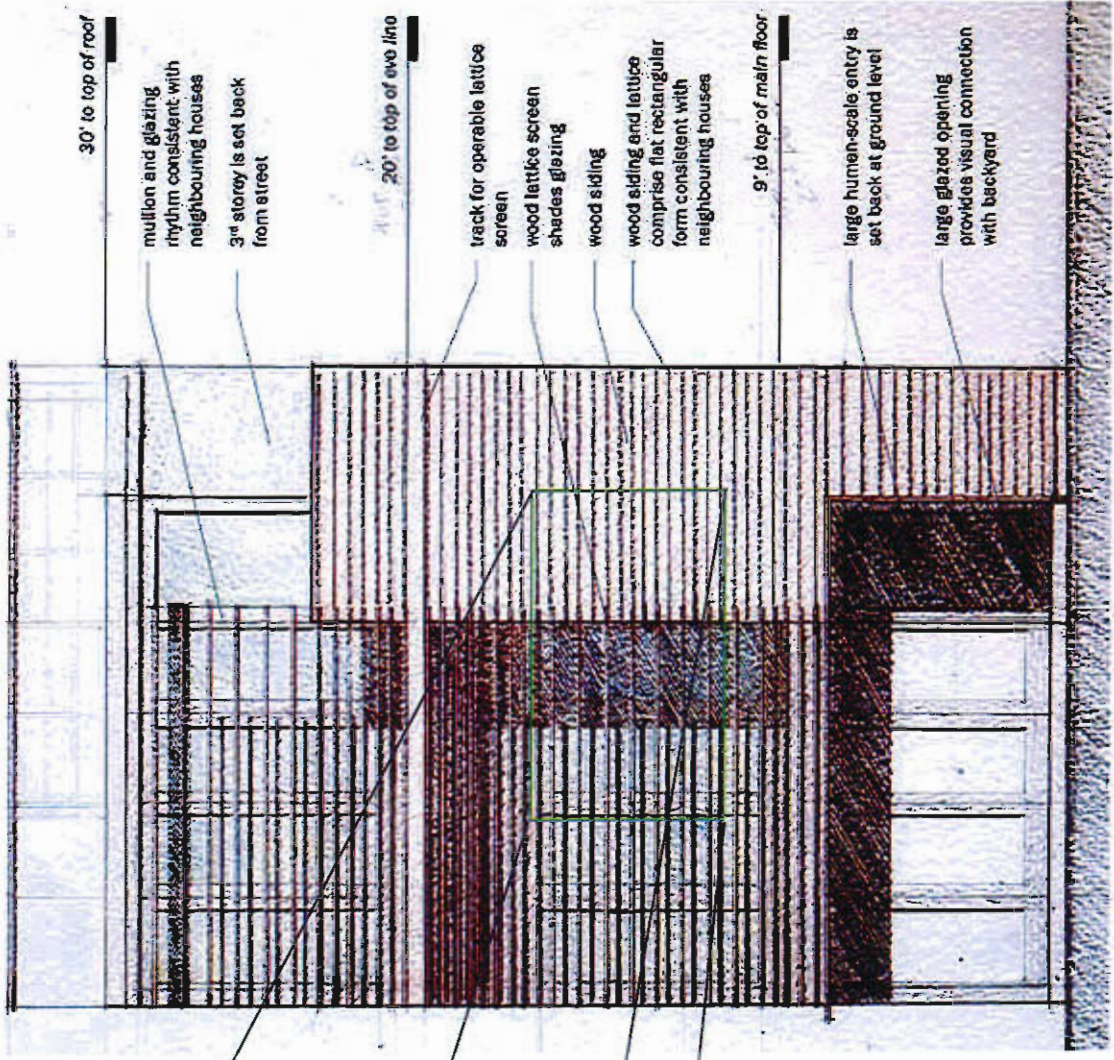 30' to top of roof
mullion and glazing
rhythm consistent with
neighbouring houses
3rd storey is set back
from street
20' to top of eve line
track for operable lattice
screen
wood lattice screen
shades glazing
wood siding
wood siding and lattice
comprise flat rectangular
form consistent with
neighbouring houses
9' to top of main floor
large human-scale entry is
set back at ground level
large glazed opening
provides visual connection
with backyard